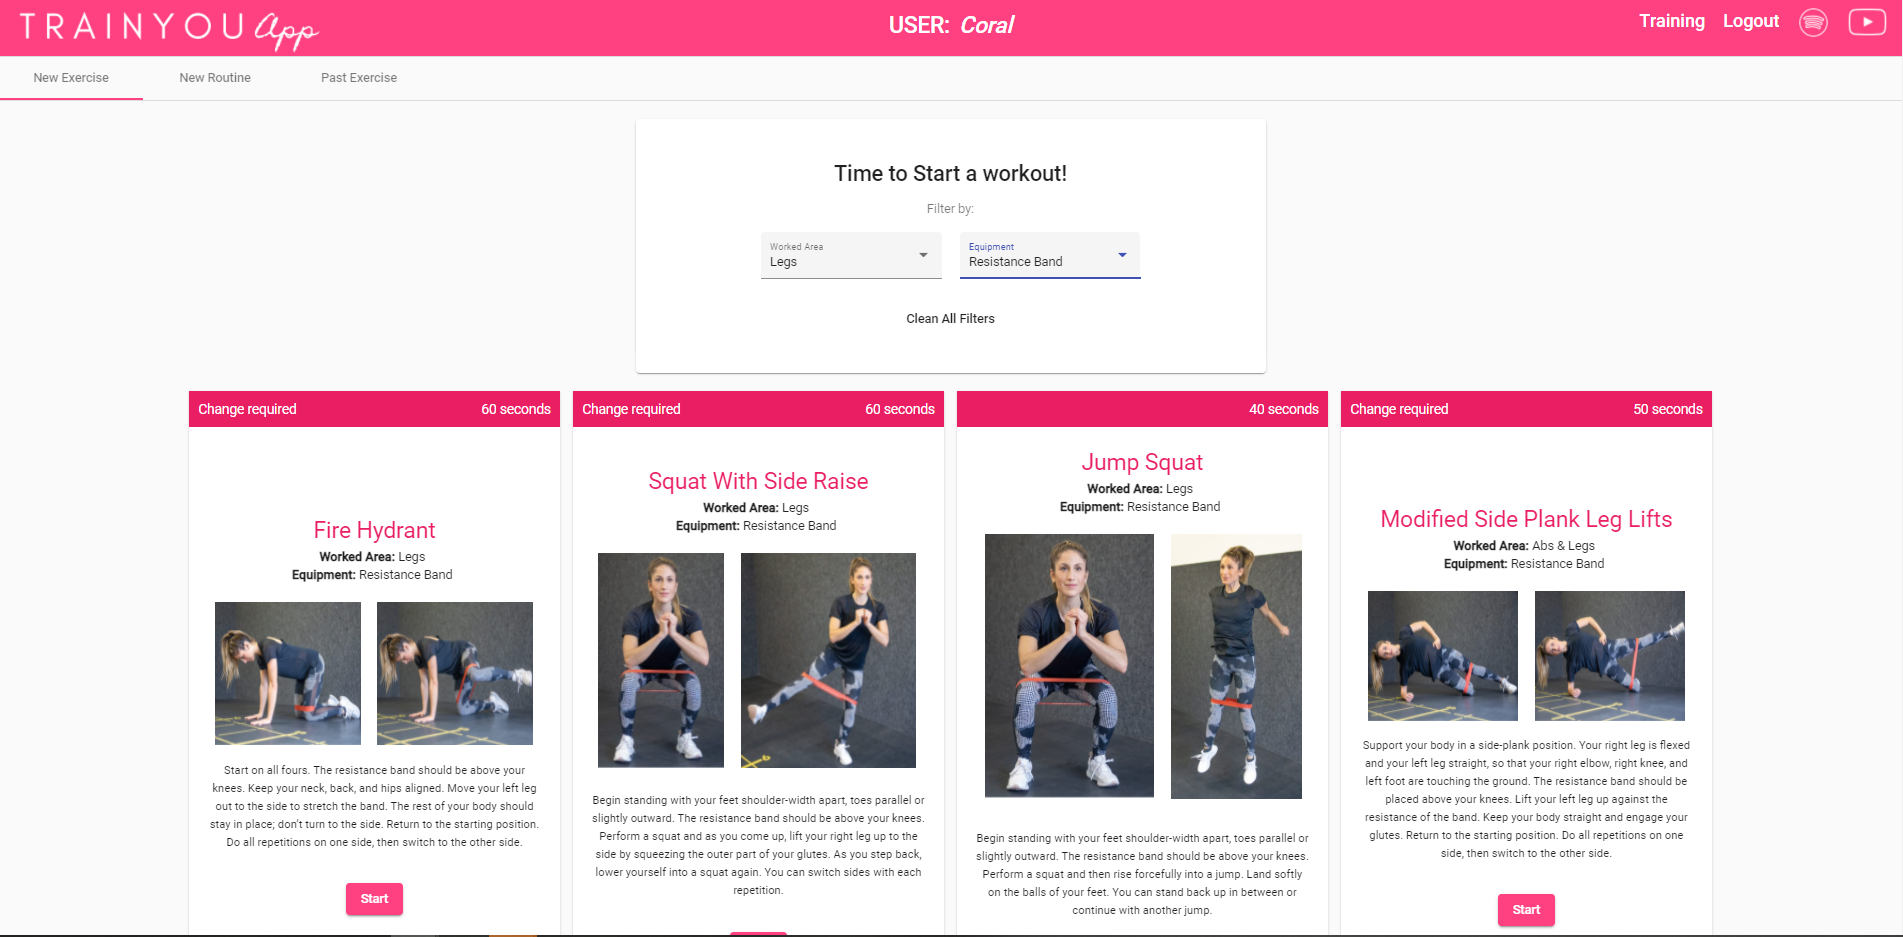 TRAINYOU App
USER: Coral
Training Logout
New Exercise New Routine Past Exercise
Time to Start a workout!
Filter by:
Worked Area
Legs
Equipment
Resistance Band
Clean All Filters
Change required 60 seconds
Fire Hydrant
Worked Area: Legs
Equipment: Resistance Band
Start on all fours. The resistance band should be above your
knees. Keep your neck, back, and hips aligned. Move your left leg
out to the side to stretch the band. The rest of your body should
stay in place; don't turn to the side. Return to the starting position.
Do all repetitions on one side, then switch to the other side.
Start
Change required 60 seconds
Squat With Side Raise
Worked Area: Legs
Equipment: Resistance Band
Begin standing with your feet shoulder-width apart, toes parallel or
slightly outward. The resistance band should be above your knees.
Perform a squat and as you come up, lift your right leg up to the
side by squeezing the outer part of your glutes. As you step back,
lower yourself into a squat again. You can switch sides with each
repetition.
40 seconds
Jump Squat
Worked Area: Legs
Equipment: Resistance Band
Begin standing with your feet shoulder-width apart, toes parallel or
slightly outward. The resistance band should be above your knees.
Perform a squat and then rise forcefully into a jump. Land softly
on the balls of your feet. You can stand back up in between or
continue with another jump.
Change required 50 seconds
Modified Side Plank Leg Lifts
Worked Area: Abs & Legs
Equipment: Resistance Band
Support your body in a side-plank position. Your right leg is flexed
and your left leg straight, so that your right elbow, right knee, and
left foot are touching the ground. The resistance band should be
placed above your knees. Lift your left leg up against the
resistance of the band. Keep your body straight and engage your
glutes. Return to the starting position. Do all repetitions on one
side, then switch to the other side.
Start